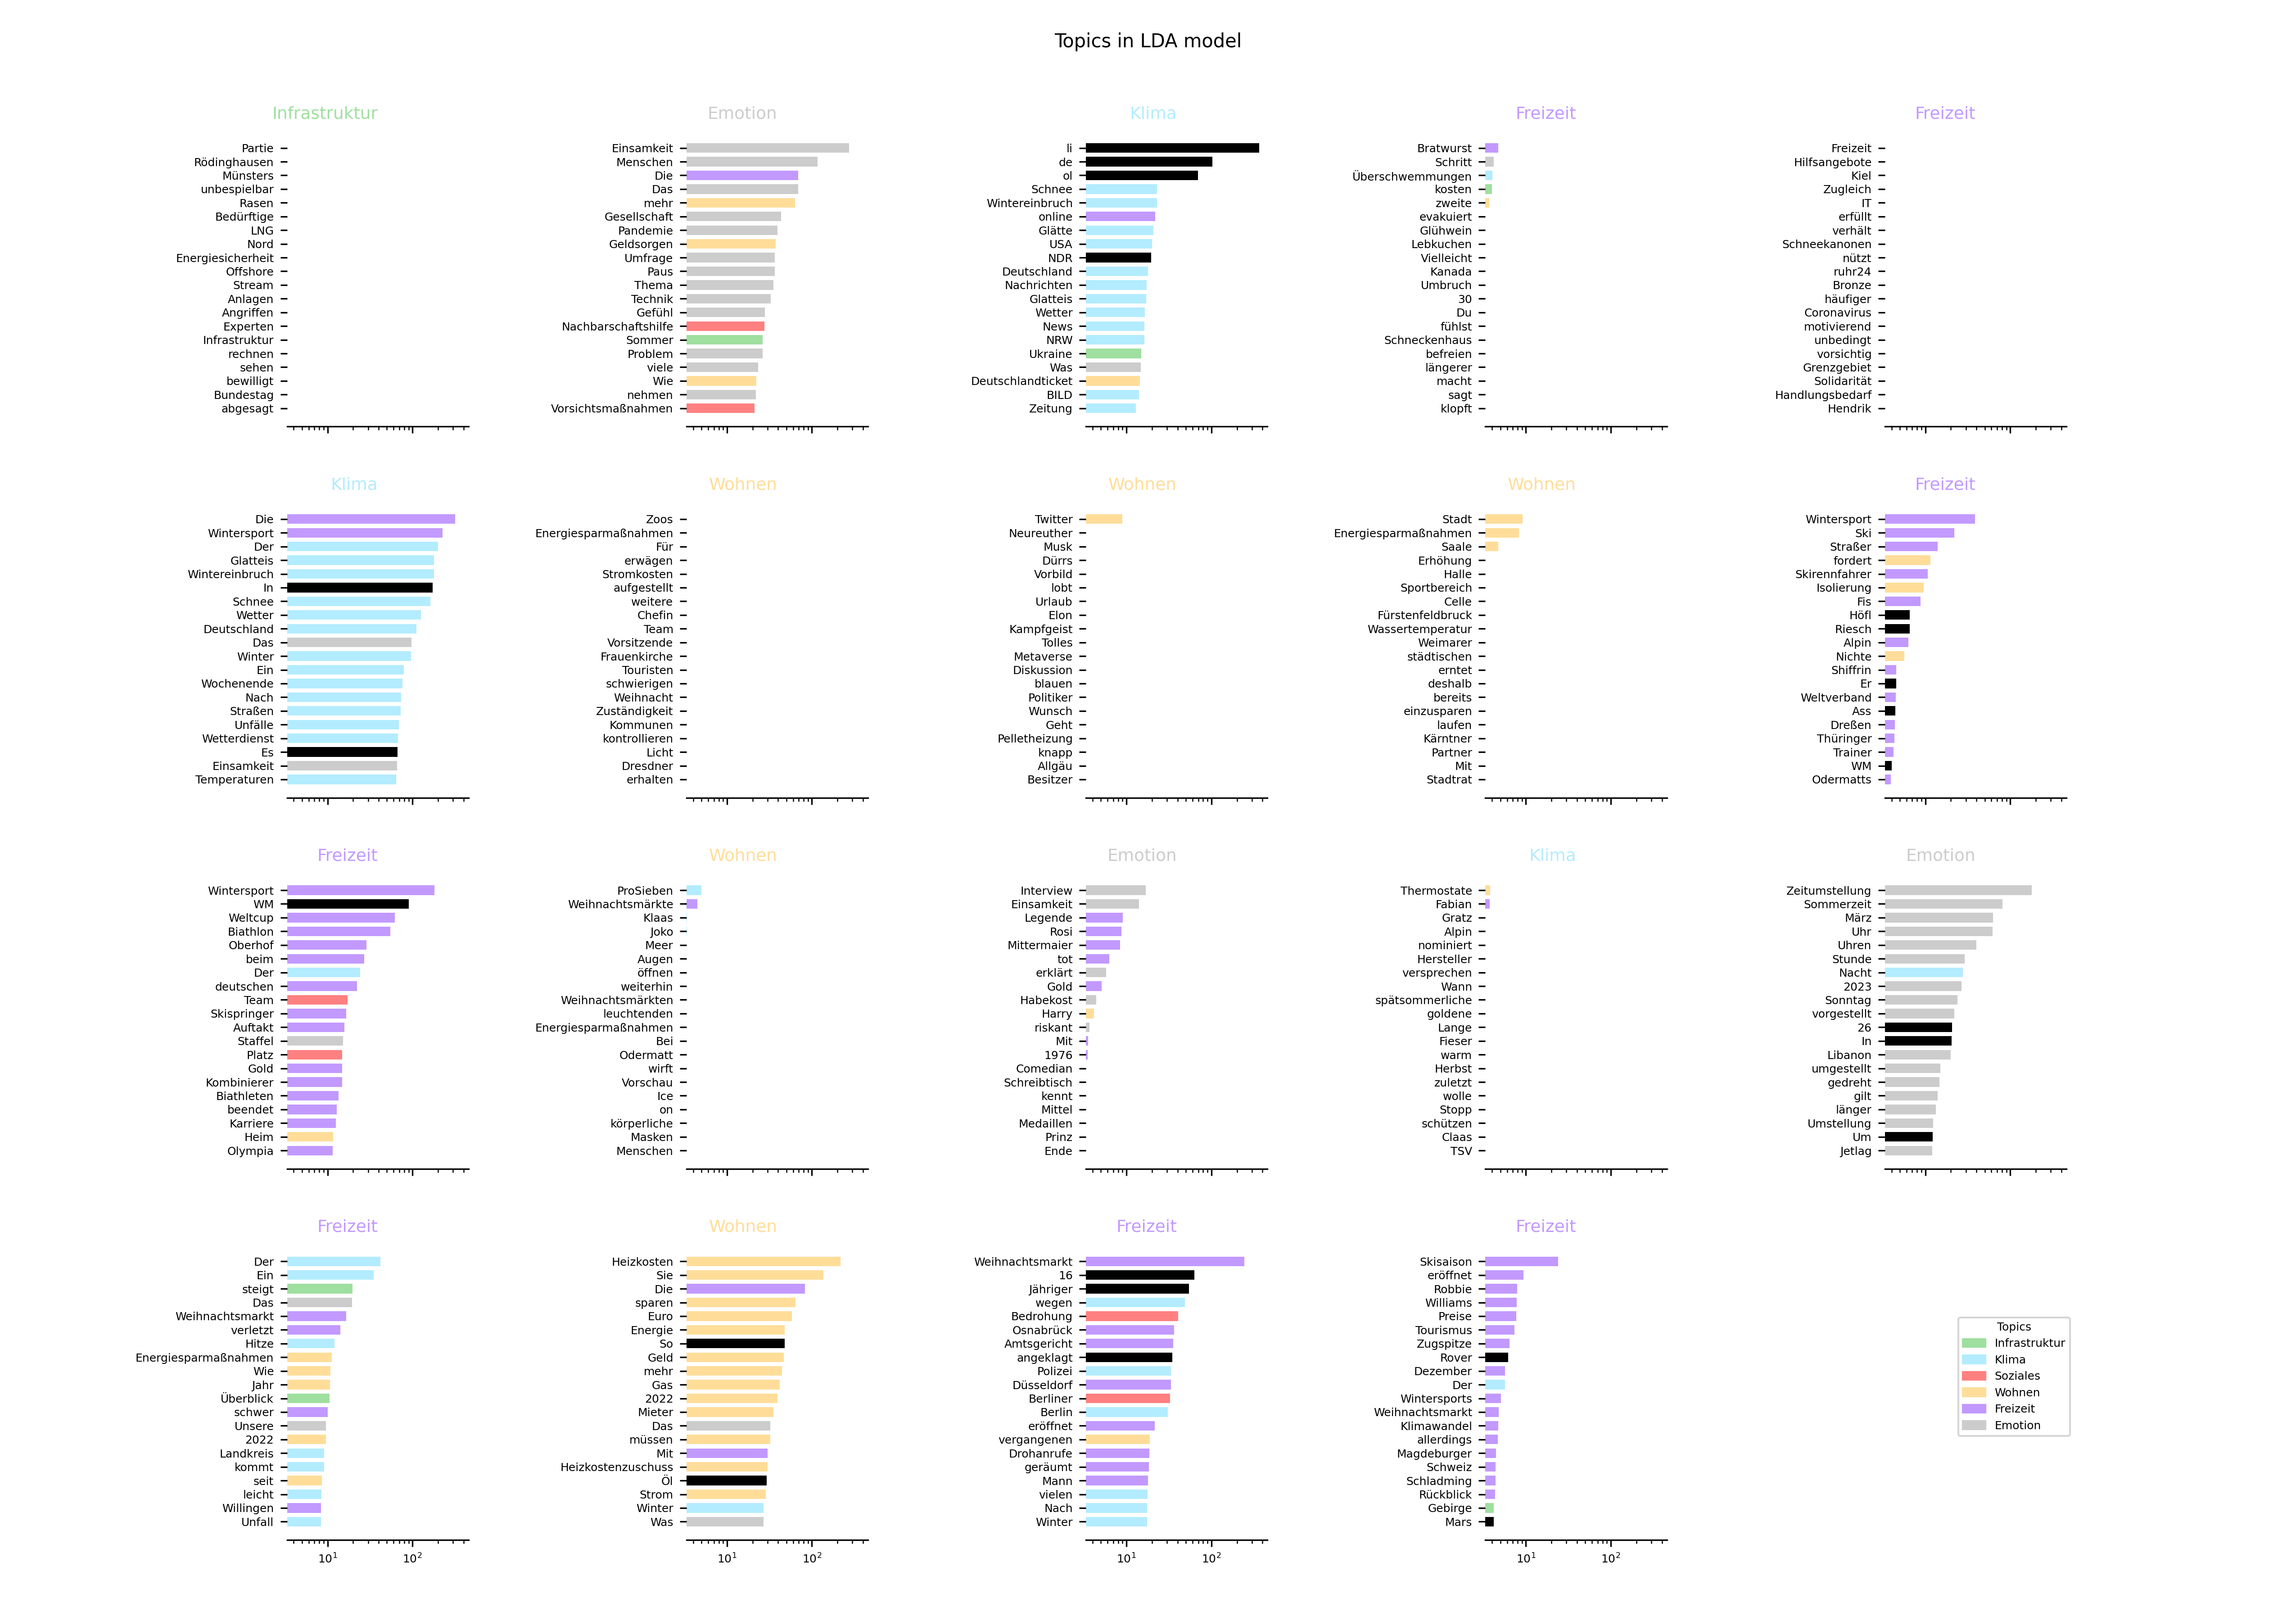 Topics in LDA model
Infrastruktur
Partie
Rödinghausen
Münsters
unbespielbar
Rasen
Bedürftige
LNG
Nord
Energiesicherheit
Offshore
Stream
Anlagen
Angriffen
Experten
Infrastruktur
rechnen
sehen
bewilligt
Bundestag
abgesagt
Emotion
Einsamkeit
Menschen
Die
Das
mehr
Gesellschaft
Pandemie
Geldsorgen
Umfrage
Paus
Thema
Technik
Gefühl
Nachbarschaftshilfe
Sommer
Problem
viele
Wie
nehmen
Vorsichtsmaßnahmen
Klima
li
de
ol
Schnee
Wintereinbruch
online
Glätte
USA
NDR
Deutschland
Nachrichten
Glatteis
Wetter
News
NRW
Ukraine
Was
Deutschlandticket
BILD
Zeitung
Freizeit
Bratwurst
Schritt
Überschwemmungen
kosten
zweite
evakuiert
Glühwein
Lebkuchen
Vielleicht
Kanada
Umbruch
30
Du
fühlst
Schneckenhaus
befreien
längerer
macht
sagt
klopft
Freizeit
Freizeit
Hilfsangebote
Kiel
Zugleich
IT
erfüllt
verhält
Schneekanonen
nützt
ruhr24
Bronze
häufiger
Coronavirus
motivierend
unbedingt
vorsichtig
Grenzgebiet
Solidarität
Handlungsbedarf
Hendrik
Klima
Die
Wintersport
Der
Glatteis
Wintereinbruch
In
Schnee
Wetter
Deutschland
Das
Winter
Ein
Wochenende
Nach
Straßen
Unfälle
Wetterdienst
Es
Einsamkeit
Temperaturen
Wohnen
Zoos
Energiesparmaßnahmen
Für
erwägen
Stromkosten
aufgestellt
weitere
Chefin
Team
Vorsitzende
Frauenkirche
Touristen
schwierigen
Weihnacht
Zuständigkeit
Kommunen
kontrollieren
Licht
Dresdner
erhalten
Wohnen
Twitter
Neureuther
Musk
Dürrs
Vorbild
lobt
Urlaub
Elon
Kampfgeist
Tolles
Metaverse
Diskussion
blauen
Politiker
Wunsch
Geht
Pelletheizung
knapp
Allgäu
Besitzer
Wohnen
Stadt
Energiesparmaßnahmen
Saale
Erhöhung
Halle
Sportbereich
Celle
Fürstenfeldbruck
Wassertemperatur
Weimarer
städtischen
erntet
deshalb
bereits
einzusparen
laufen
Kärntner
Partner
Mit
Stadtrat
Freizeit
Wintersport
Ski
Straßer
fordert
Skirennfahrer
Isolierung
Fis
Höfl
Riesch
Alpin
Nichte
Shiffrin
Er
Weltverband
Ass
Dreßen
Thüringer
Trainer
WM
Odermatts
Freizeit
Wintersport
WM
Weltcup
Biathlon
Oberhof
beim
Der
deutschen
Team
Skispringer
Auftakt
Staffel
Platz
Gold
Kombinierer
Biathleten
beendet
Karriere
Heim
Olympia
Wohnen
ProSieben
Weihnachtsmärkte
Klaas
Joko
Meer
Augen
öffnen
weiterhin
Weihnachtsmärkten
leuchtenden
Energiesparmaßnahmen
Bei
Odermatt
wirft
Vorschau
Ice
on
körperliche
Masken
Menschen
Emotion
Interview
Einsamkeit
Legende
Rosi
Mittermaier
tot
erklärt
Gold
Habekost
Harry
riskant
Mit
1976
Comedian
Schreibtisch
kennt
Mittel
Medaillen
Prinz
Ende
Klima
Thermostate
Fabian
Gratz
Alpin
nominiert
Hersteller
versprechen
Wann
spätsommerliche
goldene
Lange
Fieser
warm
Herbst
zuletzt
wolle
Stopp
schützen
Claas
TSV
Emotion
Zeitumstellung
Sommerzeit
März
Uhr
Uhren
Stunde
Nacht
2023
Sonntag
vorgestellt
26
In
Libanon
umgestellt
gedreht
gilt
länger
Umstellung
Um
Jetlag
Freizeit
Der
Ein
steigt
Das
Weihnachtsmarkt
verletzt
Hitze
Energiesparmaßnahmen
Wie
Jahr
Überblick
schwer
Unsere
2022
Landkreis
kommt
seit
leicht
Willingen
Unfall
10¹ 10²
Wohnen
Heizkosten
Sie
Die
sparen
Euro
Energie
So
Geld
mehr
Gas
2022
Mieter
Das
müssen
Mit
Heizkostenzuschuss
Öl
Strom
Winter
Was
10¹ 10²
Freizeit
Weihnachtsmarkt
16
Jähriger
wegen
Bedrohung
Osnabrück
Amtsgericht
angeklagt
Polizei
Düsseldorf
Berliner
Berlin
eröffnet
vergangenen
Drohanrufe
geräumt
Mann
vielen
Nach
Winter
10¹ 10²
Freizeit
Skisaison
eröffnet
Robbie
Williams
Preise
Tourismus
Zugspitze
Rover
Dezember
Der
Wintersports
Weihnachtsmarkt
Klimawandel
allerdings
Magdeburger
Schweiz
Schladming
Rückblick
Gebirge
Mars
10¹ 10²
Topics
Infrastruktur
Klima
Soziales
Wohnen
Freizeit
Emotion